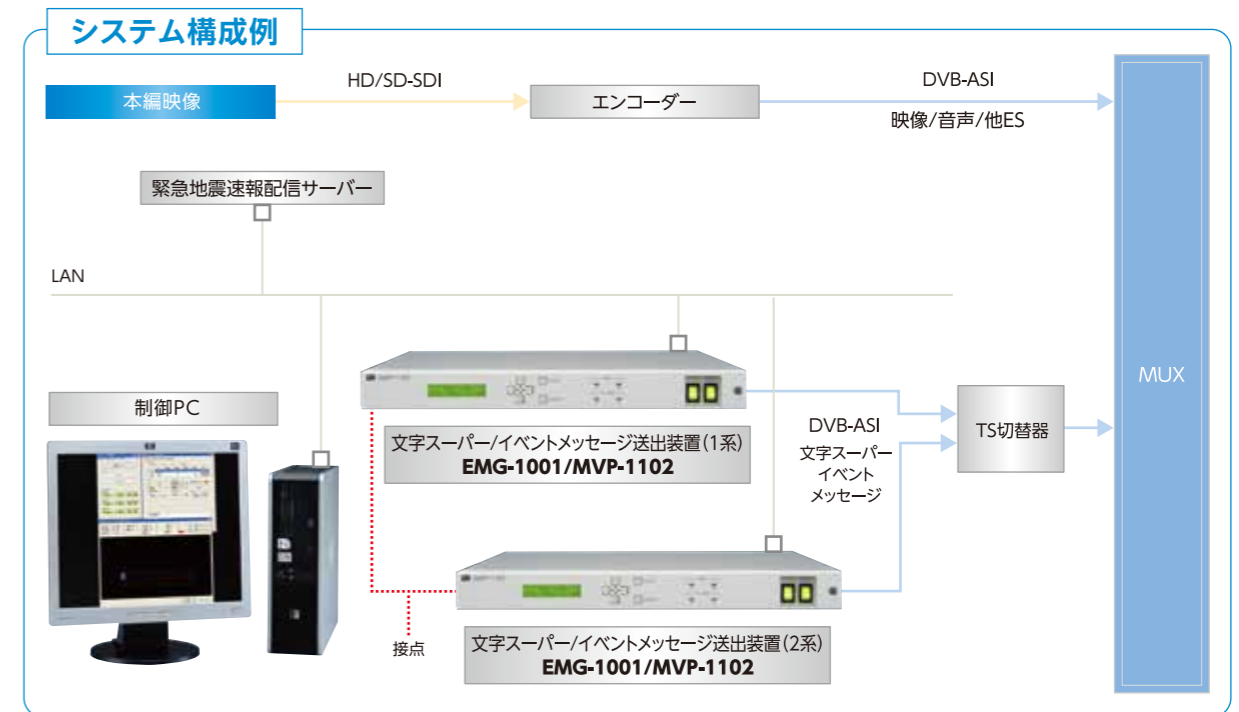 システム構成例
本編映像
HD/SD-SDI
エンコーダー
DVB-ASI
映像/音声/他ES
緊急地震速報配信サーバー
LAN
MUX
制御PC
文字スーパー/イベントメッセージ送出装置(1系)
EMG-1001/MVP-1102
DVB-ASI
文字スーパー
イベント
メッセージ
TS切替器
接点
文字スーパー/イベントメッセージ送出装置(2系)
EMG-1001/MVP-1102